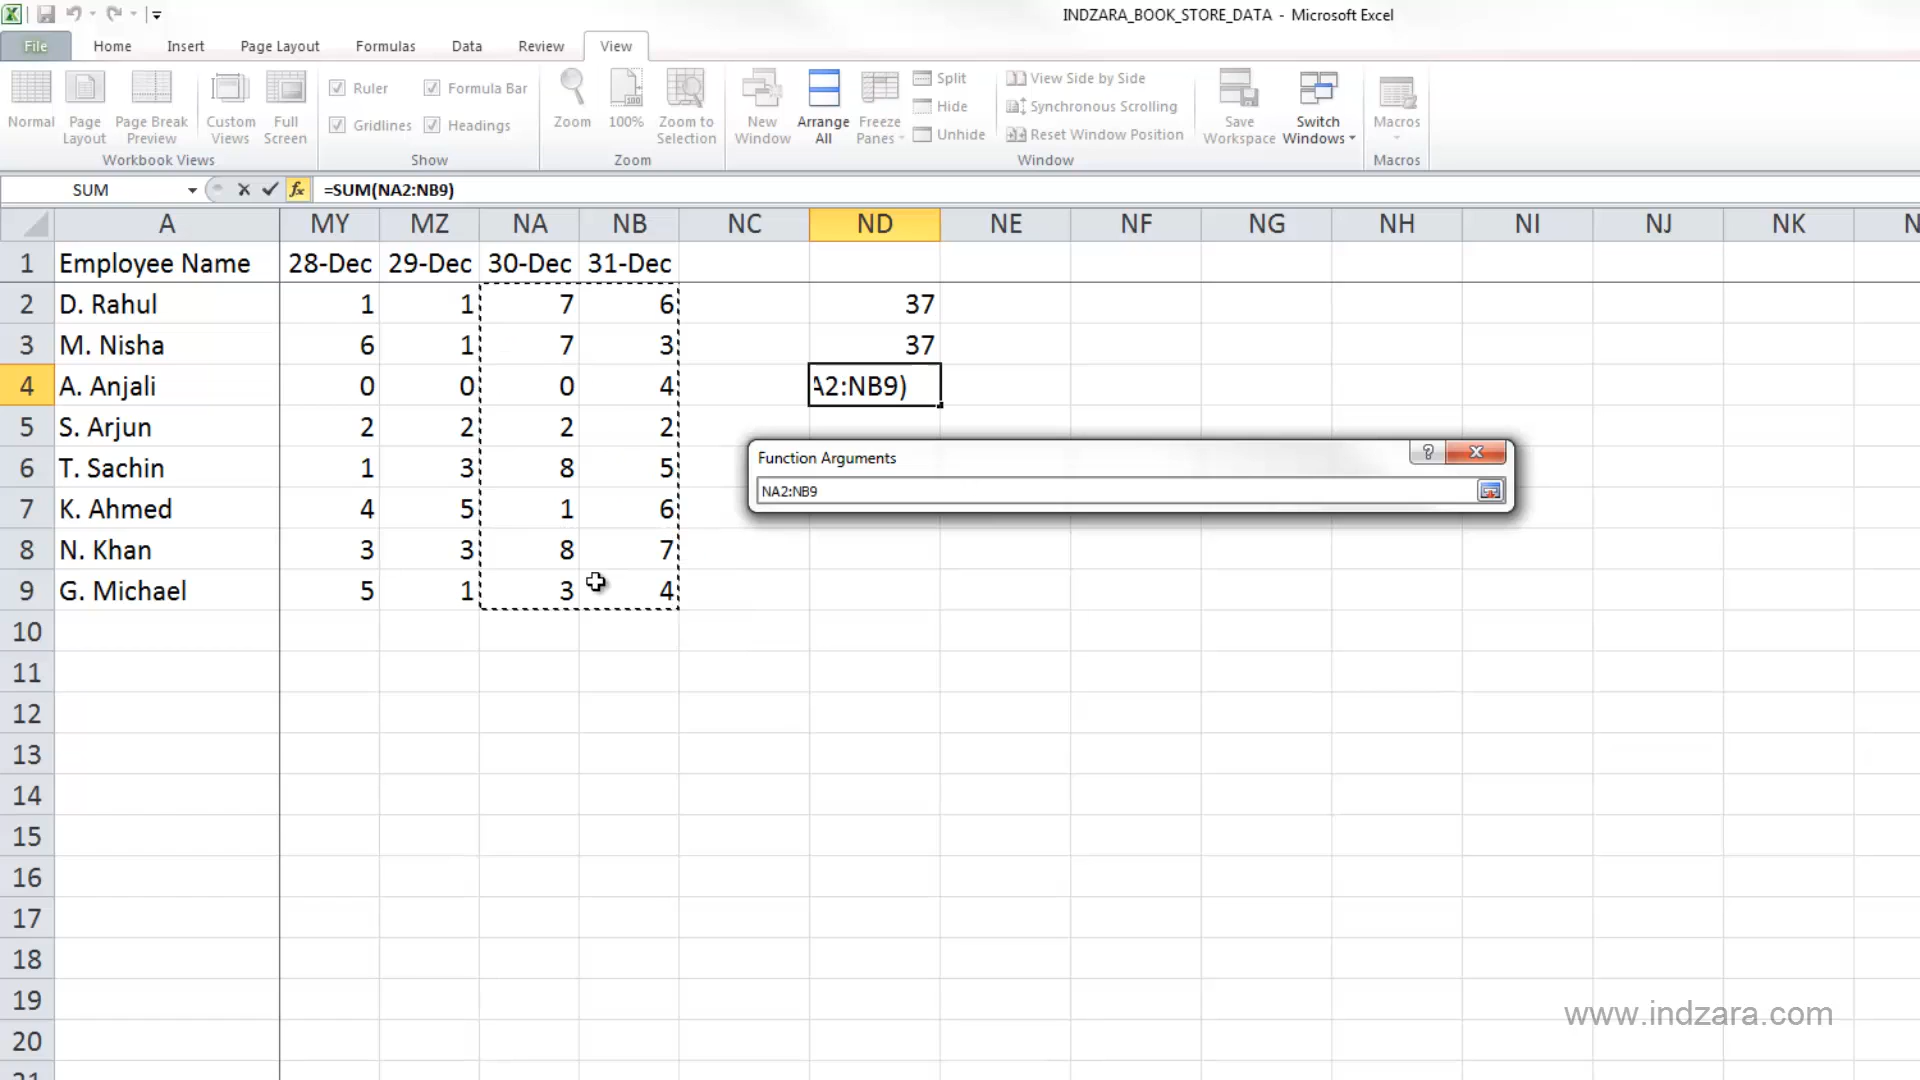 INDZARA_BOOK_STORE_DATA - Microsoft Excel
File Home Insert Page Layout Formulas Data Review View
Normal Page Layout Page Break Preview Custom Views Full Screen
Workbook Views
Ruler Formula Bar
Gridlines Headings
Show
Zoom 100% Zoom to Selection
Zoom
New Window Arrange All Freeze Panes
Split
Hide
Unhide
View Side by Side
Synchronous Scrolling
Reset Window Position
Save Workspace Switch Windows
Window
Macros
Macros
SUM fx =SUM(NA2:NB9)
A MY MZ NA NB NC ND NE NF NG NH NI NJ NK
1 Employee Name 28-Dec 29-Dec 30-Dec 31-Dec
2 D. Rahul 1 1 7 6 37
3 M. Nisha 6 1 7 3 37
4 A. Anjali 0 0 0 4 A2:NB9)
5 S. Arjun 2 2 2 2
Function Arguments
6 T. Sachin 1 3 8 5
NA2:NB9
7 K. Ahmed 4 5 1 6
8 N. Khan 3 3 8 7
9 G. Michael 5 1 3 4
10
11
12
13
14
15
16
17
18
19
20
www.indzara.com